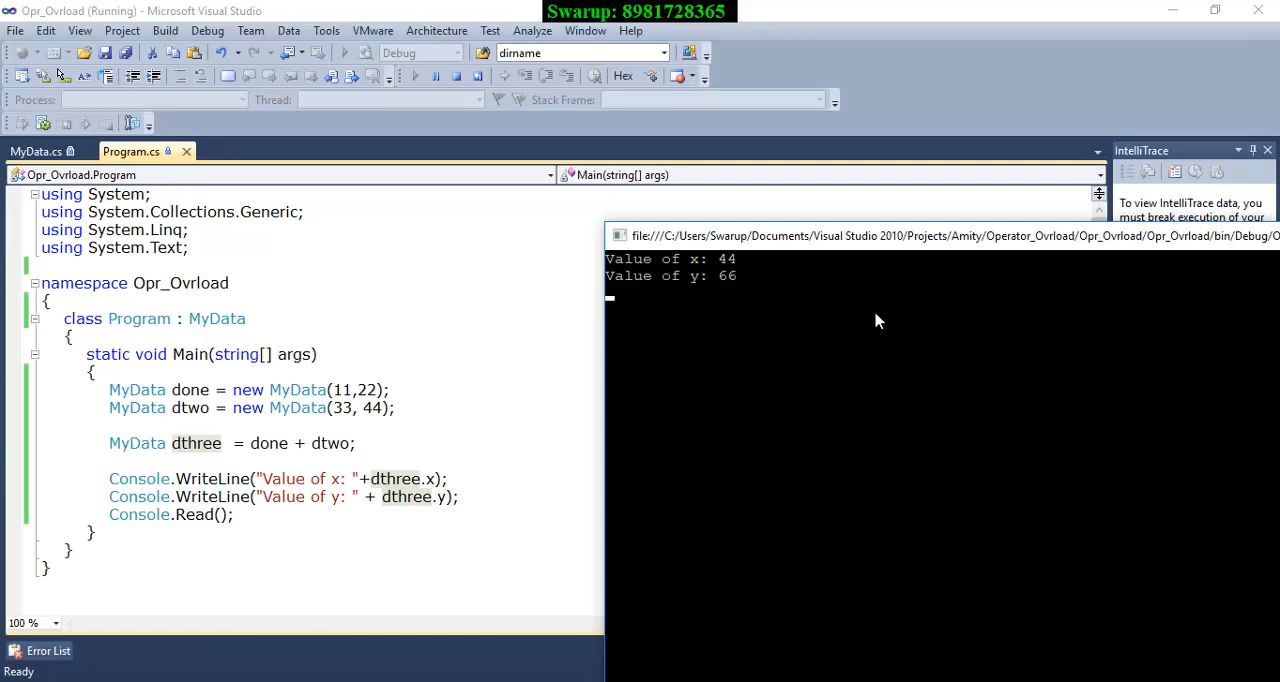 Opr_Ovrload (Running) - Microsoft Visual Studio
Swarup: 8981728365
File Edit View Project Build Debug Team Data Tools VMware Architecture Test Analyze Window Help
Debug dirname
Hex
Process: Thread: Stack Frame:
MyData.cs Program.cs
IntelliTrace
Opr_Ovrload.Program Main(string[] args)
using System;
using System.Collections.Generic;
using System.Linq;
using System.Text;
To view IntelliTrace data, you
must break execution of your
file:///C:/Users/Swarup/Documents/Visual Studio 2010/Projects/Amity/Operator_Ovrload/Opr_Ovrload/Opr_Ovrload/bin/Debug/O
Value of x: 44
Value of y: 66
namespace Opr_Ovrload
{
class Program : MyData
{
static void Main(string[] args)
{
MyData done = new MyData(11,22);
MyData dtwo = new MyData(33, 44);
MyData dthree  = done + dtwo;
Console.WriteLine("Value of x: "+dthree.x);
Console.WriteLine("Value of y: " + dthree.y);
Console.Read();
}
}
}
100 %
Error List
Ready